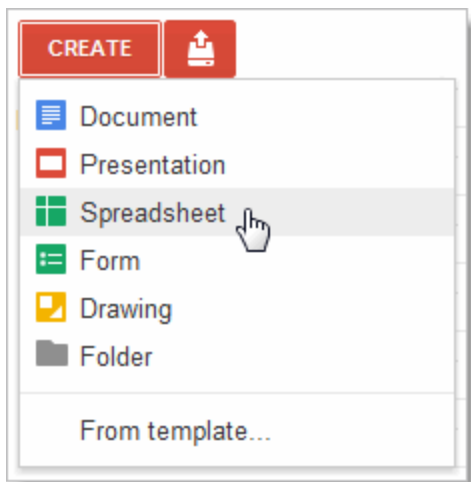 CREATE
Document
Presentation
Spreadsheet
Form
Drawing
Folder
From template...